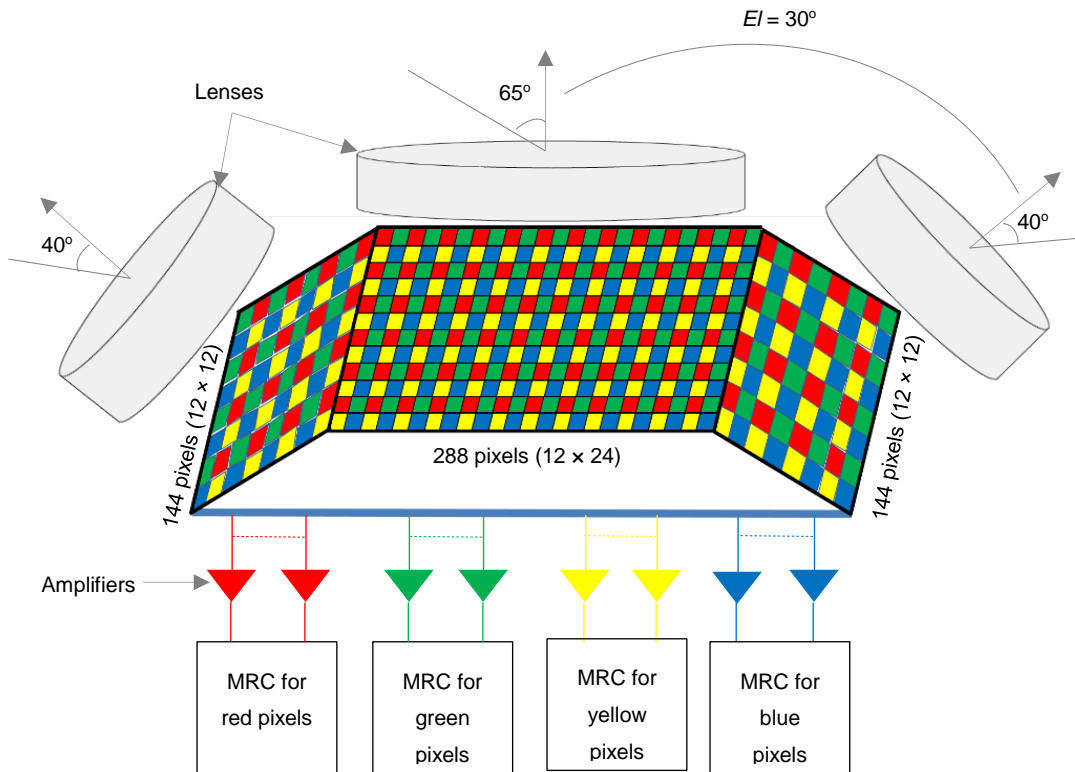 El = 30º
65º
Lenses
40º
40º
144 pixels (12 × 12)
288 pixels (12 × 24)
144 pixels (12 × 12)
Amplifiers
MRC for
red pixels
MRC for
green
pixels
MRC for
yellow
pixels
MRC for
blue
pixels